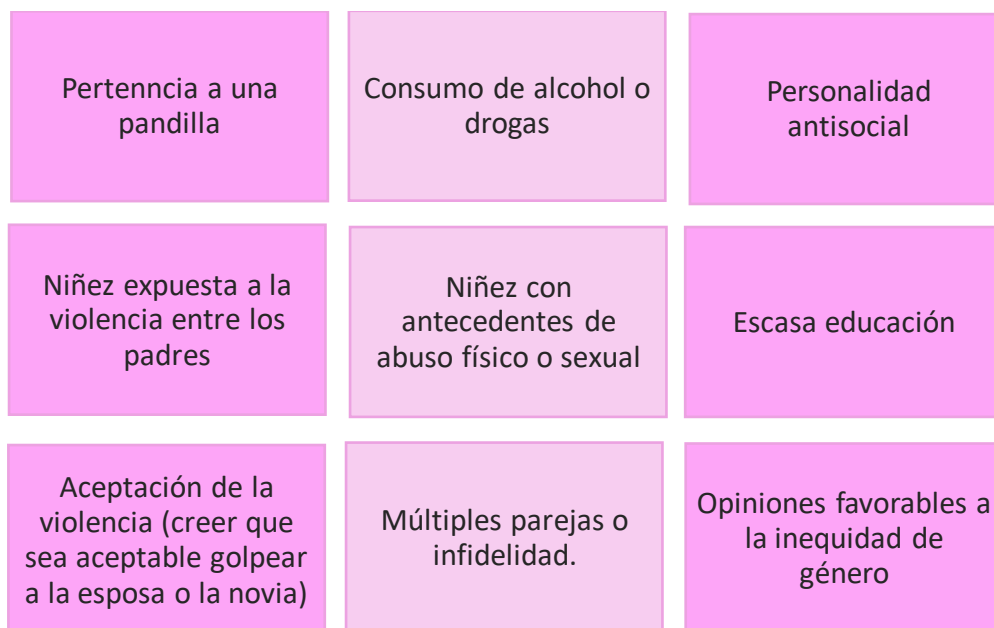 Pertenncia a una
pandilla
Consumo de alcohol o
drogas
Personalidad
antisocial
Niñez expuesta a la
violencia entre los
padres
Niñez con
antecedentes de
abuso físico o sexual
Escasa educación
Aceptación de la
violencia (creer que
sea aceptable golpear
a la esposa o la novia)
Múltiples parejas o
infidelidad.
Opiniones favorables a
la inequidad de
género